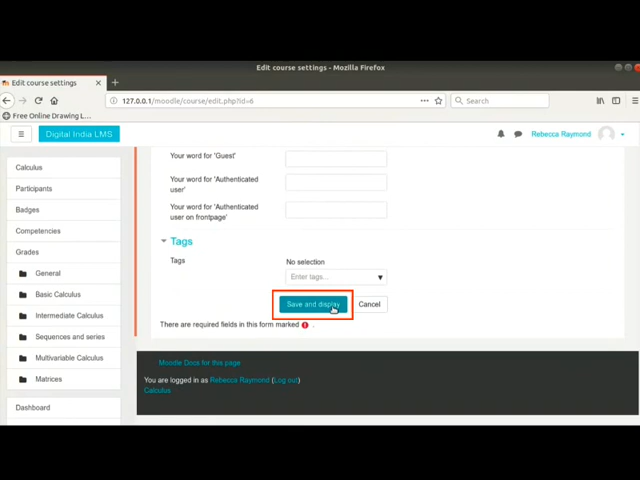 Edit course settings - Mozilla Firefox
Edit course settings
127.0.0.1/moodle/course/edit.php?id=6
Search
Free Online Drawing L...
Digital India LMS
Rebecca Raymond
Calculus
Participants
Badges
Competencies
Grades
General
Basic Calculus
Intermediate Calculus
Sequences and series
Multivariable Calculus
Matrices
Dashboard
Your word for 'Guest'
Your word for 'Authenticated
user'
Your word for 'Authenticated
user on frontpage'
Tags
Tags
No selection
Enter tags...
Save and display
Cancel
There are required fields in this form marked .
Moodle Docs for this page
You are logged in as Rebecca Raymond (Log out)
Calculus